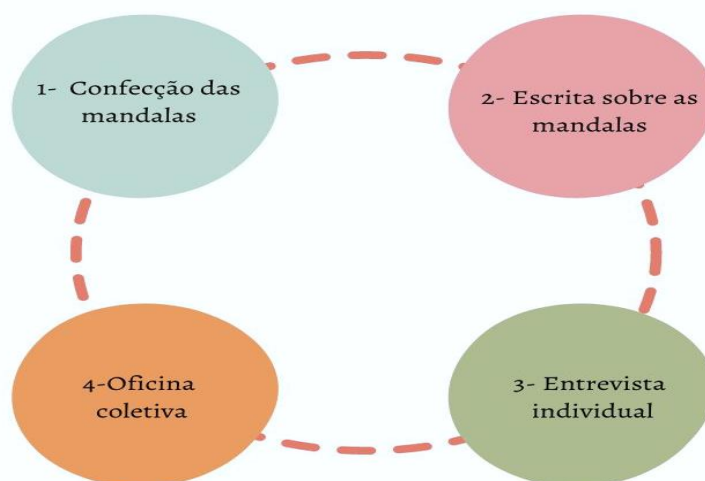 1- Confecção das
mandalas
2- Escrita sobre as
mandalas
3- Entrevista
individual
4-Oficina
coletiva